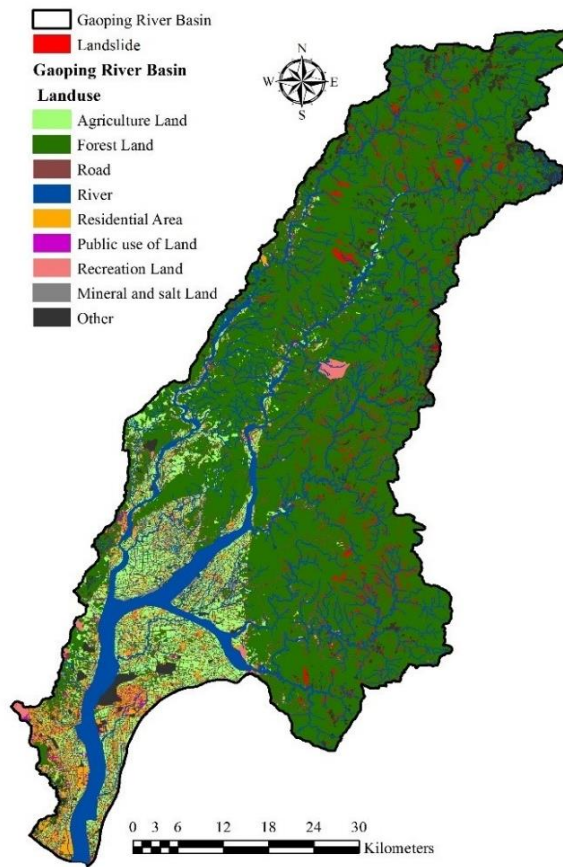 Gaoping River Basin
Landslide
Gaoping River Basin
Landuse
Agriculture Land
Forest Land
Road
River
Residential Area
Public use of Land
Recreation Land
Mineral and salt Land
Other
N
W E
S
0 3 6 12 18 24 30
Kilometers